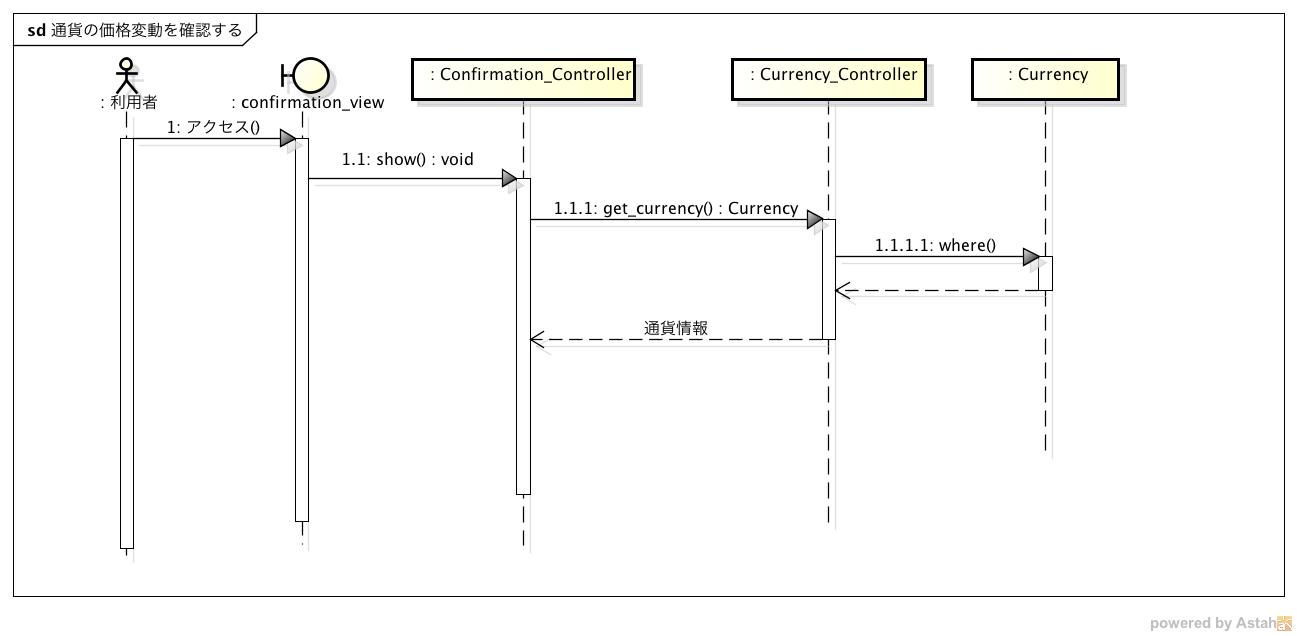 sd 通貨の価格変動を確認する
: 利用者
: confirmation_view
: Confirmation_Controller
: Currency_Controller
: Currency
1: アクセス()
1.1: show() : void
1.1.1: get_currency() : Currency
1.1.1.1: where()
通貨情報
powered by Astah